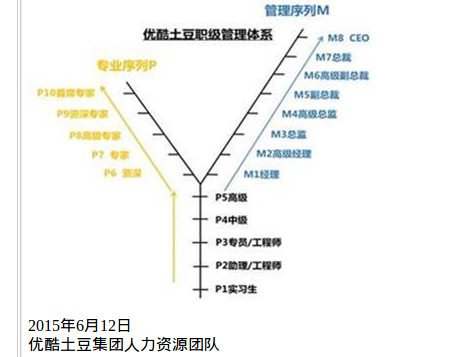 管理序列M
优酷土豆职级管理体系
M8 CEO
M7总裁
专业序列P
M6高级副总裁
P10首席专家
M5副总裁
P9资深专家
M4高级总监
P8高级专家
M3总监
P7 专家
M2高级经理
P6 资深
M1经理
P5高级
P4中级
P3专员/工程师
P2助理/工程师
P1实习生
2015年6月12日
优酷土豆集团人力资源团队